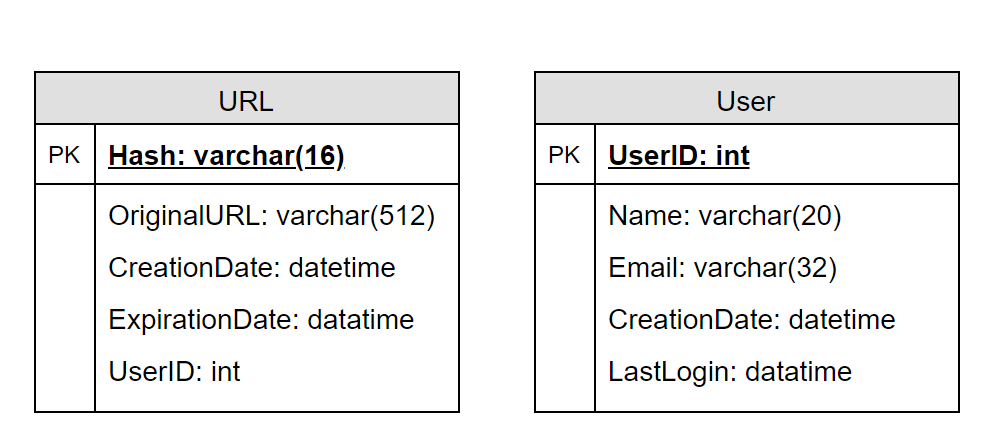 URL
PK
Hash: varchar(16)
OriginalURL: varchar(512)
CreationDate: datetime
ExpirationDate: datatime
UserID: int
User
PK
UserID: int
Name: varchar(20)
Email: varchar(32)
CreationDate: datetime
LastLogin: datatime